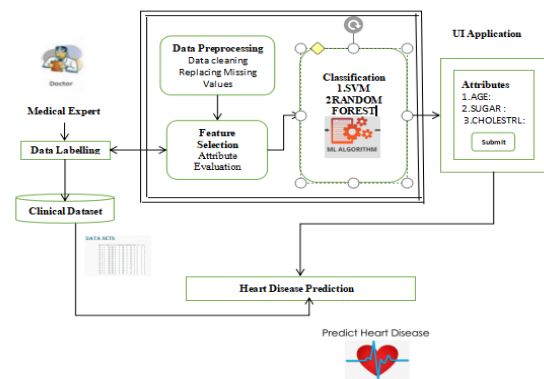 Doctor
Medical Expert
Data Labelling
Clinical Dataset
DATA SETS
Data Preprocessing
Data cleaning
Replacing Missing
Values
Feature
Selection
Attribute
Evaluation
Classification
1.SVM
2RANDOM
FOREST
ML ALGORITHM
UI Application
Attributes
1.AGE:
2.SUGAR :
3.CHOLESTRL:
Submit
Heart Disease Prediction
Predict Heart Disease